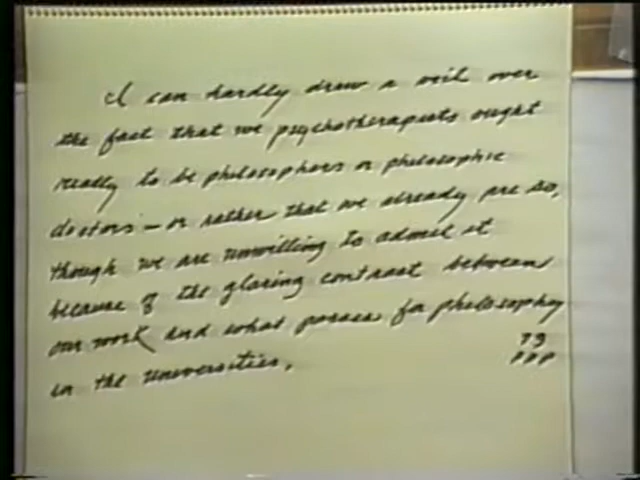 I can hardly draw a veil over
the fact that we psychotherapists ought
really to be philosophers or philosophic
doctors — or rather that we already are so,
though we are unwilling to admit it
because of the glaring contrast between
our work and what passes for philosophy
79
in the universities. PPP